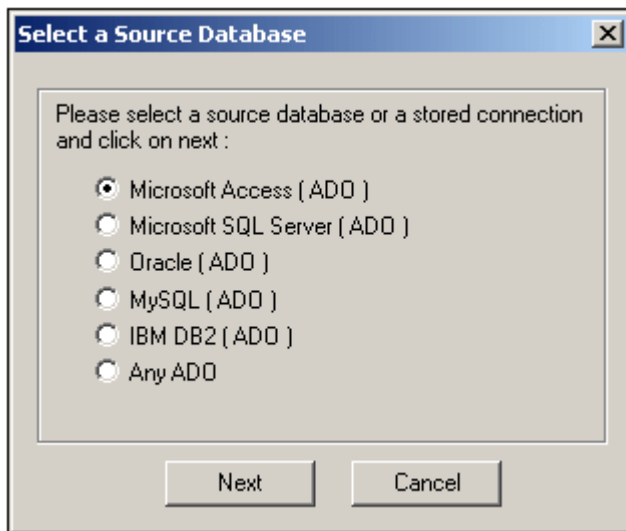 Select a Source Database
Please select a source database or a stored connection
and click on next :
Microsoft Access ( ADO )
Microsoft SQL Server ( ADO )
Oracle ( ADO )
MySQL ( ADO )
IBM DB2 ( ADO )
Any ADO
Next
Cancel